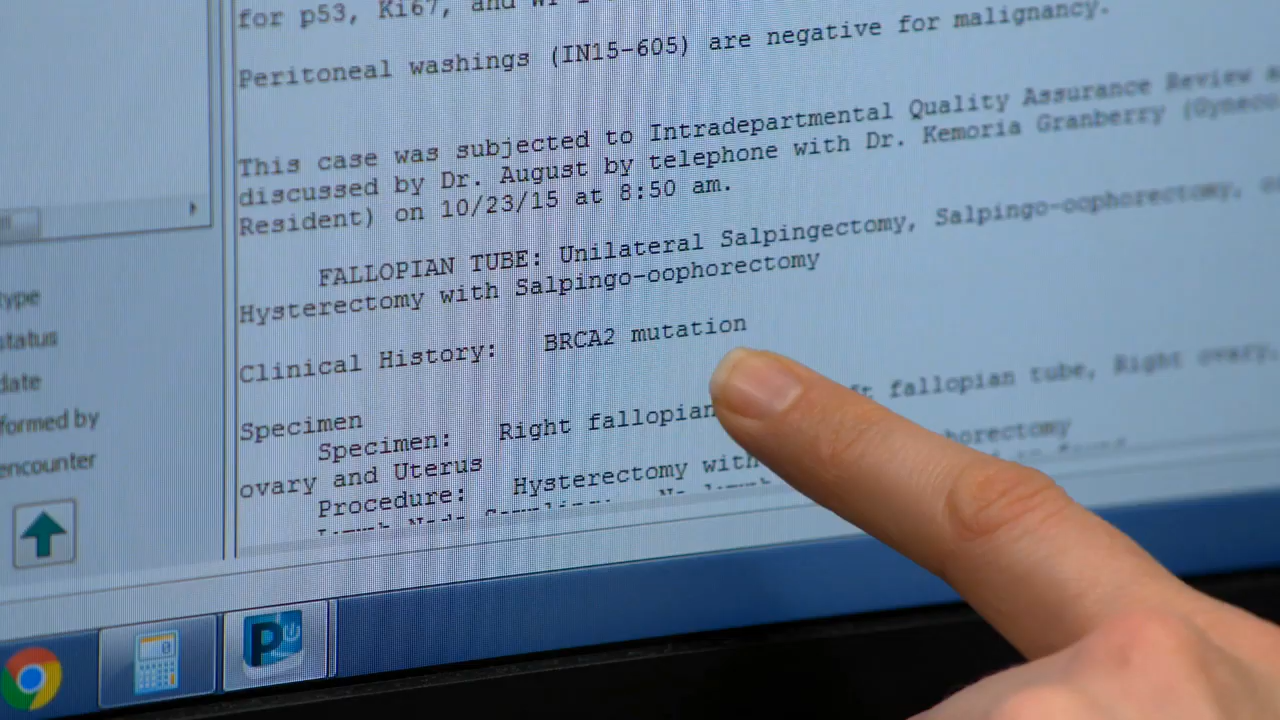 for p53, Ki67, and
Peritoneal washings (IN15-605) are negative for malignancy.
This case was subjected to Intradepartmental Quality Assurance Review
discussed by Dr. August by telephone with Dr. Kemoria Granberry
Resident) on 10/23/15 at 8:50 am.
FALLOPIAN TUBE: Unilateral Salpingectomy, Salpingo-oophorectomy,
Hysterectomy with Salpingo-oophorectomy
Clinical History: BRCA2 mutation
Specimen
Specimen: Right fallopian fallopian tube, Right ovary,
ovary and Uterus
Procedure: Hysterectomy with
type
status
date
formed by
encounter
0
P